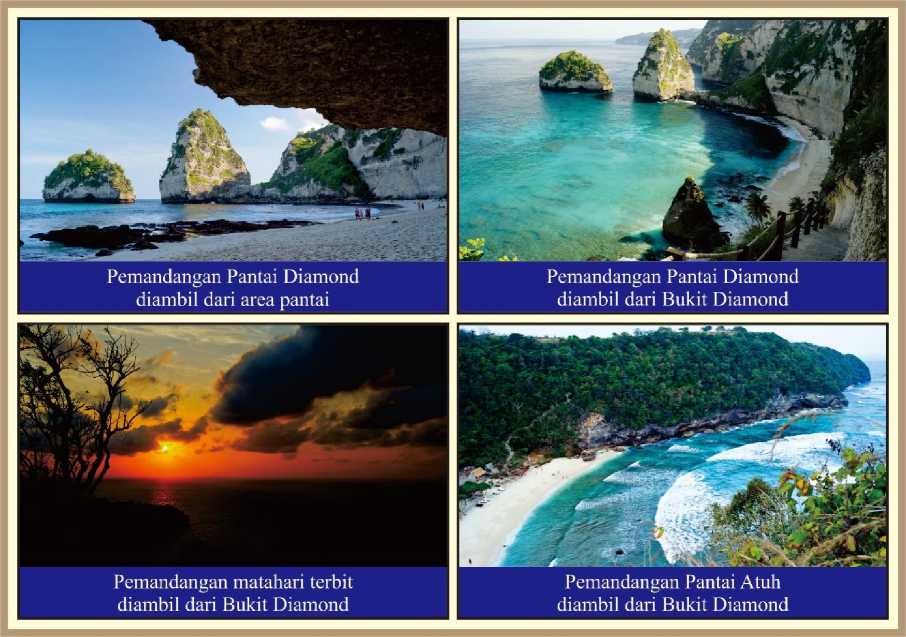 Pemandangan Pantai Diamond
diambil dari area pantai
Pemandangan Pantai Diamond
diambil dari Bukit Diamond
Pemandangan matahari terbit
diambil dari Bukit Diamond
Pemandangan Pantai Atuh
diambil dari Bukit Diamond